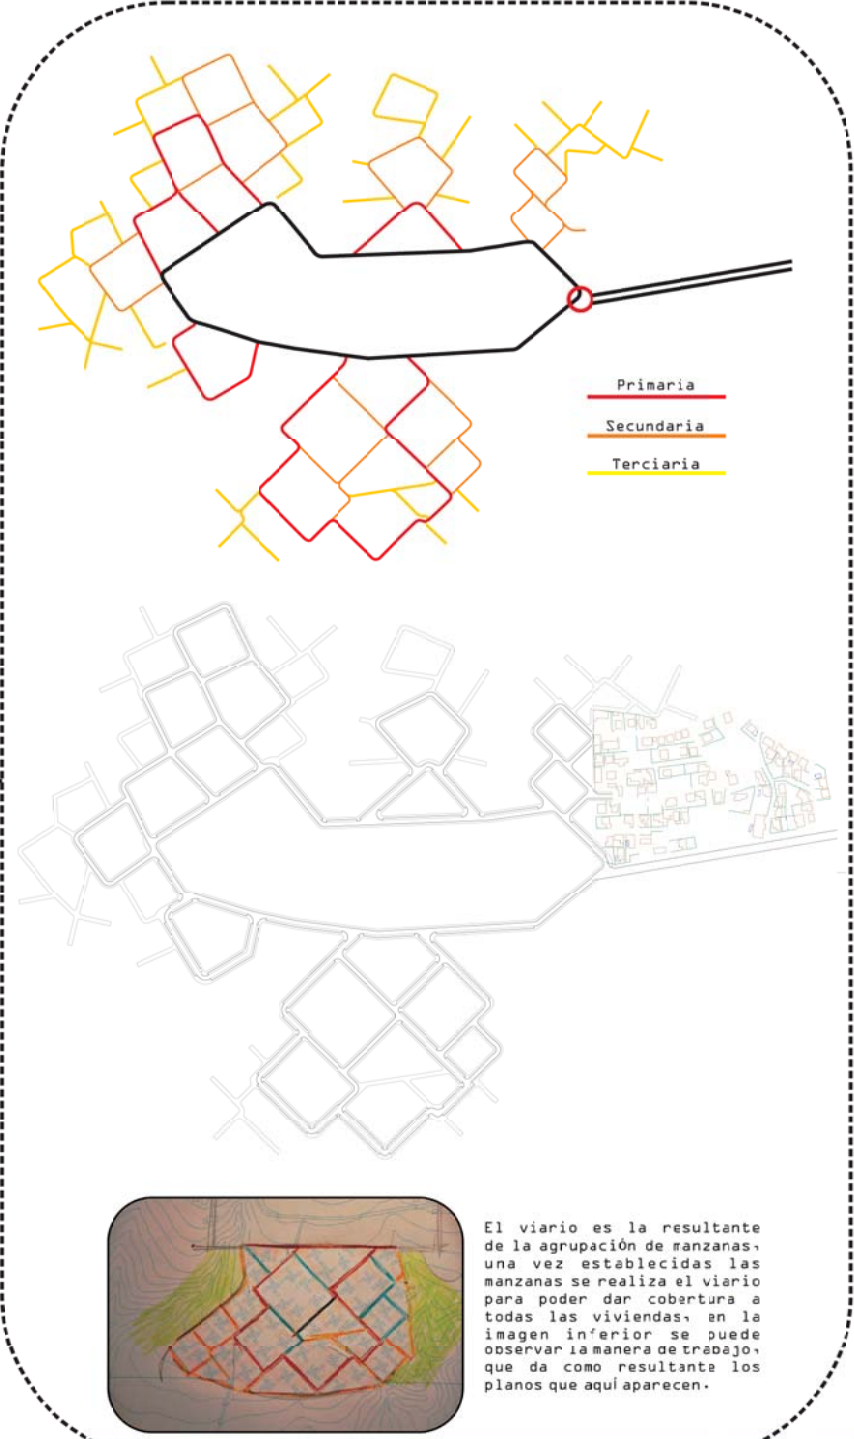 Primaria
Secundaria
Terciaria
El viario es la resultante
de la agrupación de manzanas,
una vez establecidas las
manzanas se realiza el viario
para poder dar cobertura a
todas las viviendas, en la
imagen inferior se puede
observar la manera de trabajo,
que da como resultante los
planos que aquí aparecen.